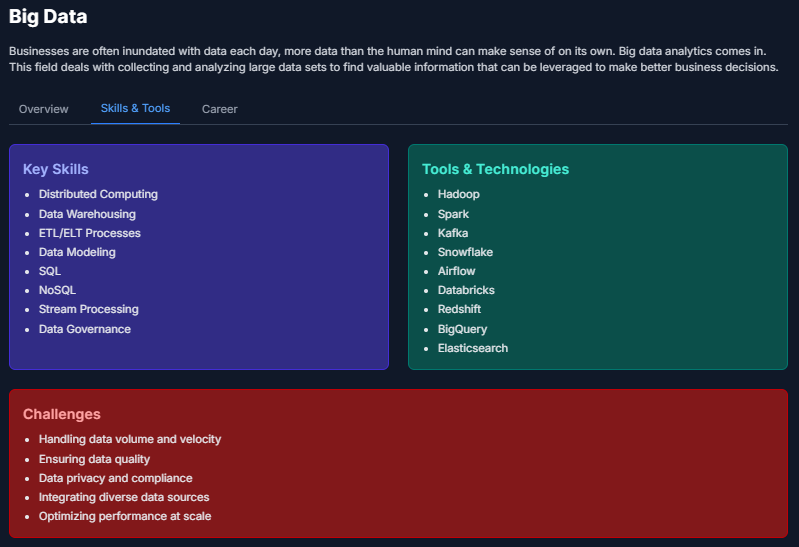 Big Data
Businesses are often inundated with data each day, more data than the human mind can make sense of on its own. Big data analytics comes in.
This field deals with collecting and analyzing large data sets to find valuable information that can be leveraged to make better business decisions.
Overview
Skills & Tools
Career
Key Skills
• Distributed Computing
• Data Warehousing
• ETL/ELT Processes
• Data Modeling
• SQL
• NoSQL
• Stream Processing
• Data Governance
Tools & Technologies
• Hadoop
• Spark
• Kafka
• Snowflake
• Airflow
• Databricks
• Redshift
• BigQuery
• Elasticsearch
Challenges
• Handling data volume and velocity
• Ensuring data quality
• Data privacy and compliance
• Integrating diverse data sources
• Optimizing performance at scale